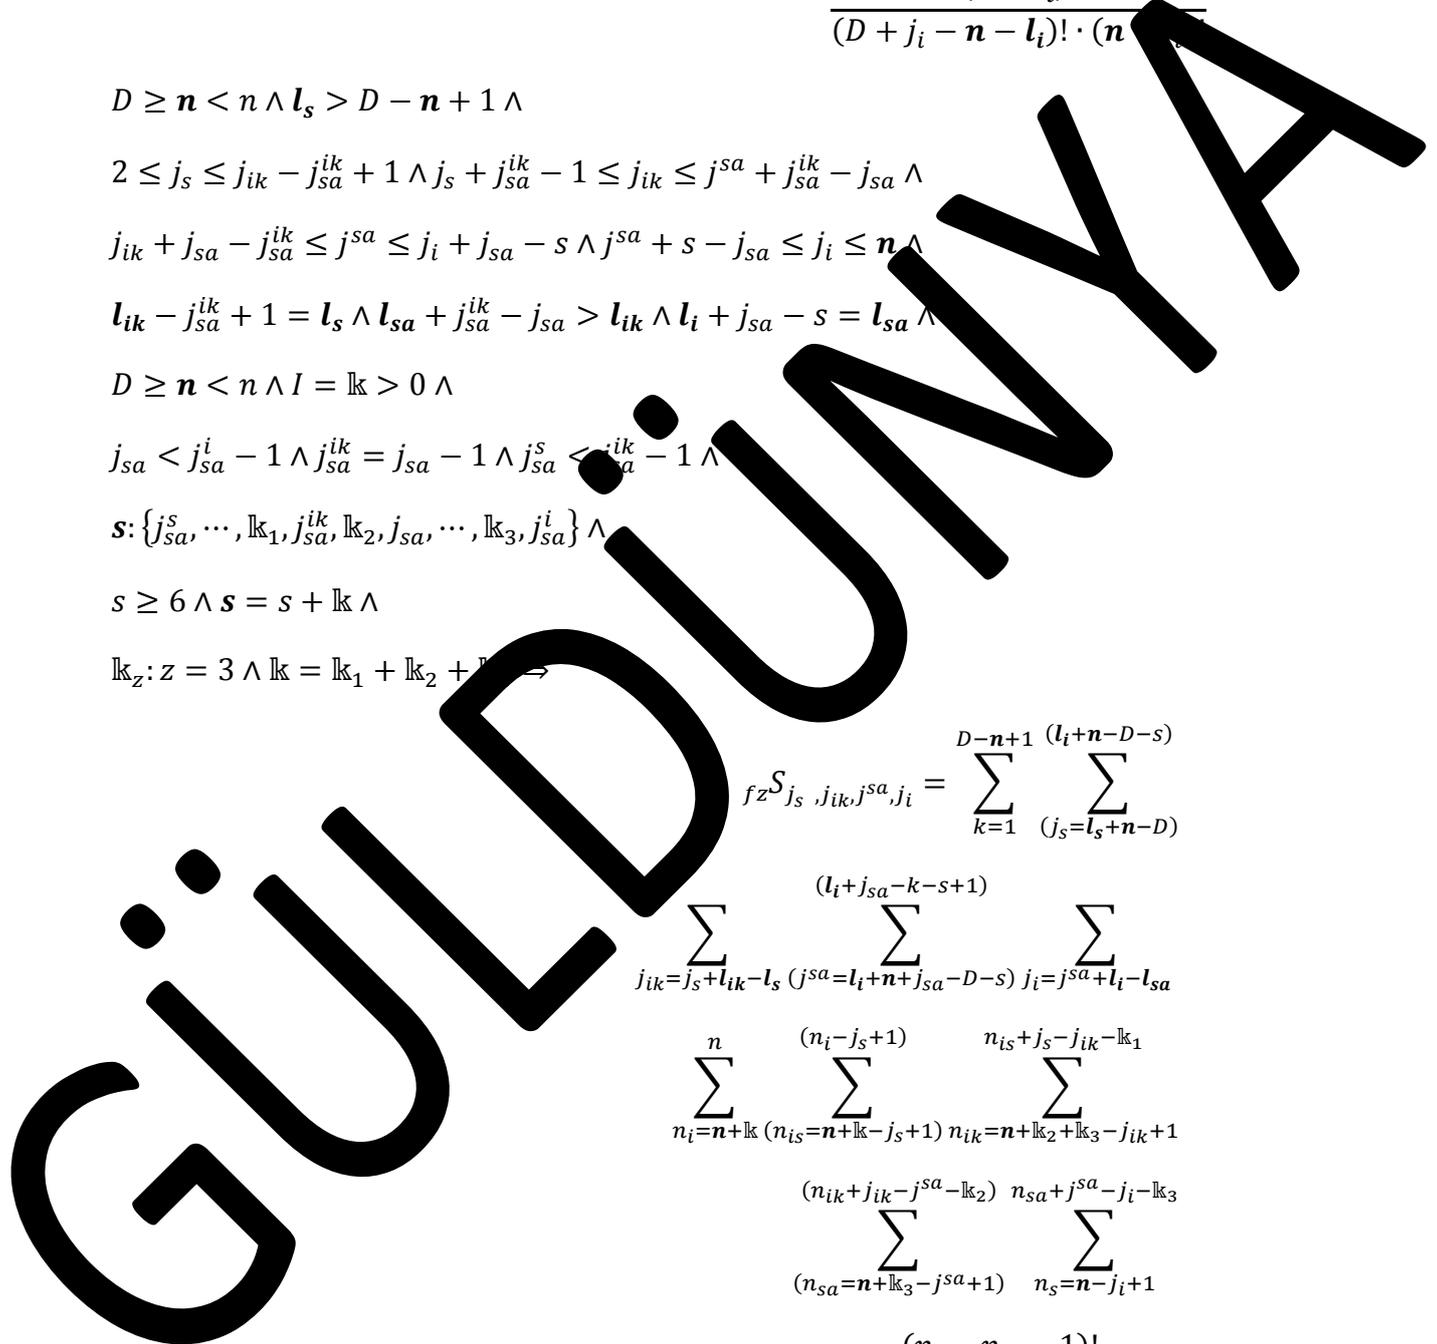 (D + j_i − n − l_i)! · (n
D ≥ n < n ∧ l_s > D − n + 1 ∧
2 ≤ j_s ≤ j_{ik} − j_{sa}^{ik} + 1 ∧ j_s + j_{sa}^{ik} − 1 ≤ j_{ik} ≤ j^{sa} + j_{sa}^{ik} − j_{sa} ∧
j_{ik} + j_{sa} − j_{sa}^{ik} ≤ j^{sa} ≤ j_i + j_{sa} − s ∧ j^{sa} + s − j_{sa} ≤ j_i ≤ n ∧
l_{ik} − j_{sa}^{ik} + 1 = l_s ∧ l_{sa} + j_{sa}^{ik} − j_{sa} > l_{ik} ∧ l_i + j_{sa} − s = l_{sa} ∧
D ≥ n < n ∧ I = 𝕜 > 0 ∧
j_{sa} < j_{sa}^{i} − 1 ∧ j_{sa}^{ik} = j_{sa} − 1 ∧ j_{sa}^{s} < j_{sa}^{ik} − 1 ∧
s: {j_{sa}^{s}, ⋯ , 𝕜_1, j_{sa}^{ik}, 𝕜_2, j_{sa}, ⋯ , 𝕜_3, j_{sa}^{i}} ∧
s ≥ 6 ∧ s = s + 𝕜 ∧
𝕜_z: z = 3 ∧ 𝕜 = 𝕜_1 + 𝕜_2 + ⇒
D−n+1 (l_i+n−D−s)
_{fz}S_{j_s ,j_{ik},j^{sa},j_i} = ∑ ∑
k=1 (j_s=l_s+n−D)
(l_i+j_{sa}−k−s+1)
∑ ∑ ∑
j_{ik}=j_s+l_{ik}−l_s (j^{sa}=l_i+n+j_{sa}−D−s) j_i=j^{sa}+l_i−l_{sa}
n (n_i−j_s+1) n_{is}+j_s−j_{ik}−𝕜_1
∑ ∑ ∑
n_i=n+𝕜 (n_{is}=n+𝕜−j_s+1) n_{ik}=n+𝕜_2+𝕜_3−j_{ik}+1
(n_{ik}+j_{ik}−j^{sa}−𝕜_2) n_{sa}+j^{sa}−j_i−𝕜_3
∑ ∑
(n_{sa}=n+𝕜_3−j^{sa}+1) n_s=n−j_i+1
GÜLDÜNYA